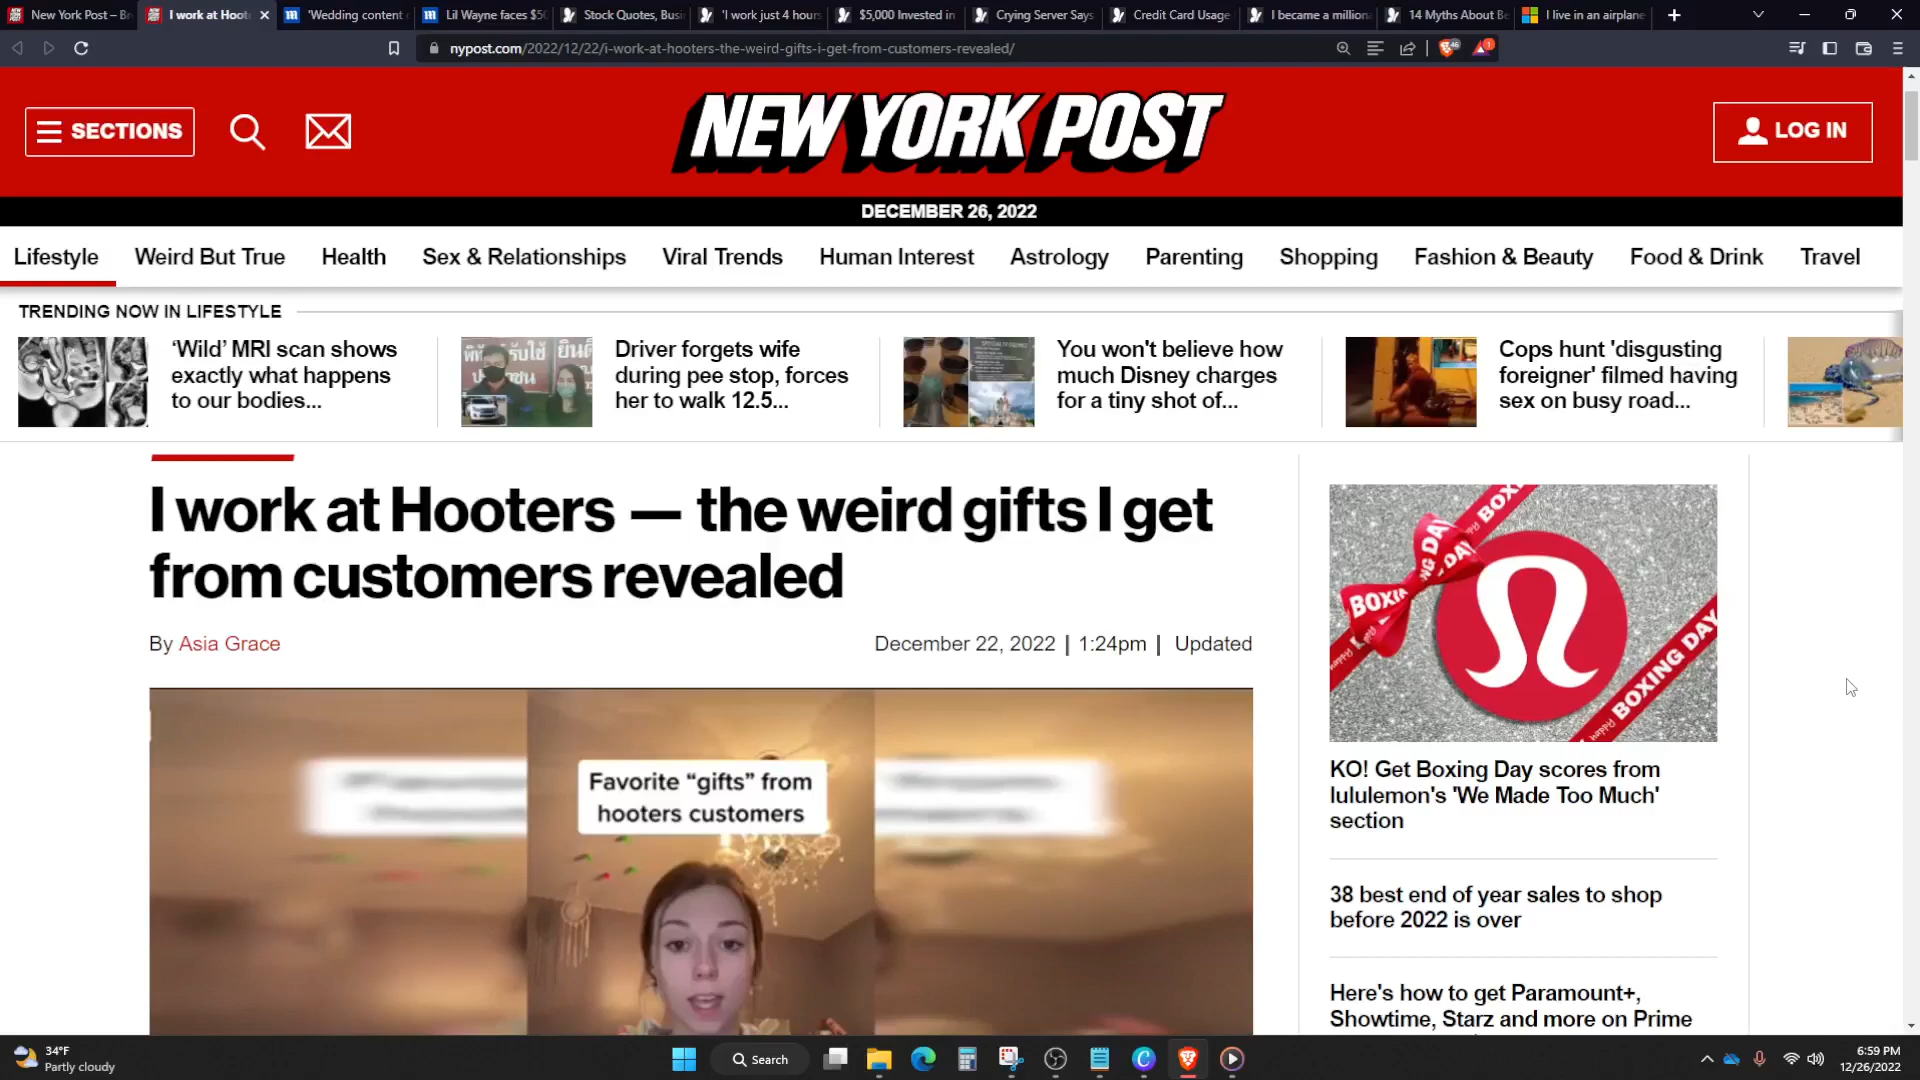 New York Post – Br
I work at Hoot
'Wedding content c
Lil Wayne faces $50
Stock Quotes, Busi
'I work just 4 hours
$5,000 Invested in
Crying Server Says
Credit Card Usage
I became a milliona
14 Myths About Be
I live in an airplane
nypost.com/2022/12/22/i-work-at-hooters-the-weird-gifts-i-get-from-customers-revealed/
46
1
SECTIONS
NEW YORK POST
LOG IN
DECEMBER 26, 2022
Lifestyle
Weird But True
Health
Sex & Relationships
Viral Trends
Human Interest
Astrology
Parenting
Shopping
Fashion & Beauty
Food & Drink
Travel
TRENDING NOW IN LIFESTYLE
‘Wild’ MRI scan shows
exactly what happens
to our bodies...
Driver forgets wife
during pee stop, forces
her to walk 12.5...
You won't believe how
much Disney charges
for a tiny shot of...
Cops hunt 'disgusting
foreigner' filmed having
sex on busy road...
I work at Hooters — the weird gifts I get
from customers revealed
By Asia Grace
December 22, 2022 | 1:24pm | Updated
Favorite “gifts” from
hooters customers
BOXING DAY
KO! Get Boxing Day scores from
lululemon's 'We Made Too Much'
section
38 best end of year sales to shop
before 2022 is over
Here's how to get Paramount+,
Showtime, Starz and more on Prime
34°F
Partly cloudy
Search
6:59 PM
12/26/2022